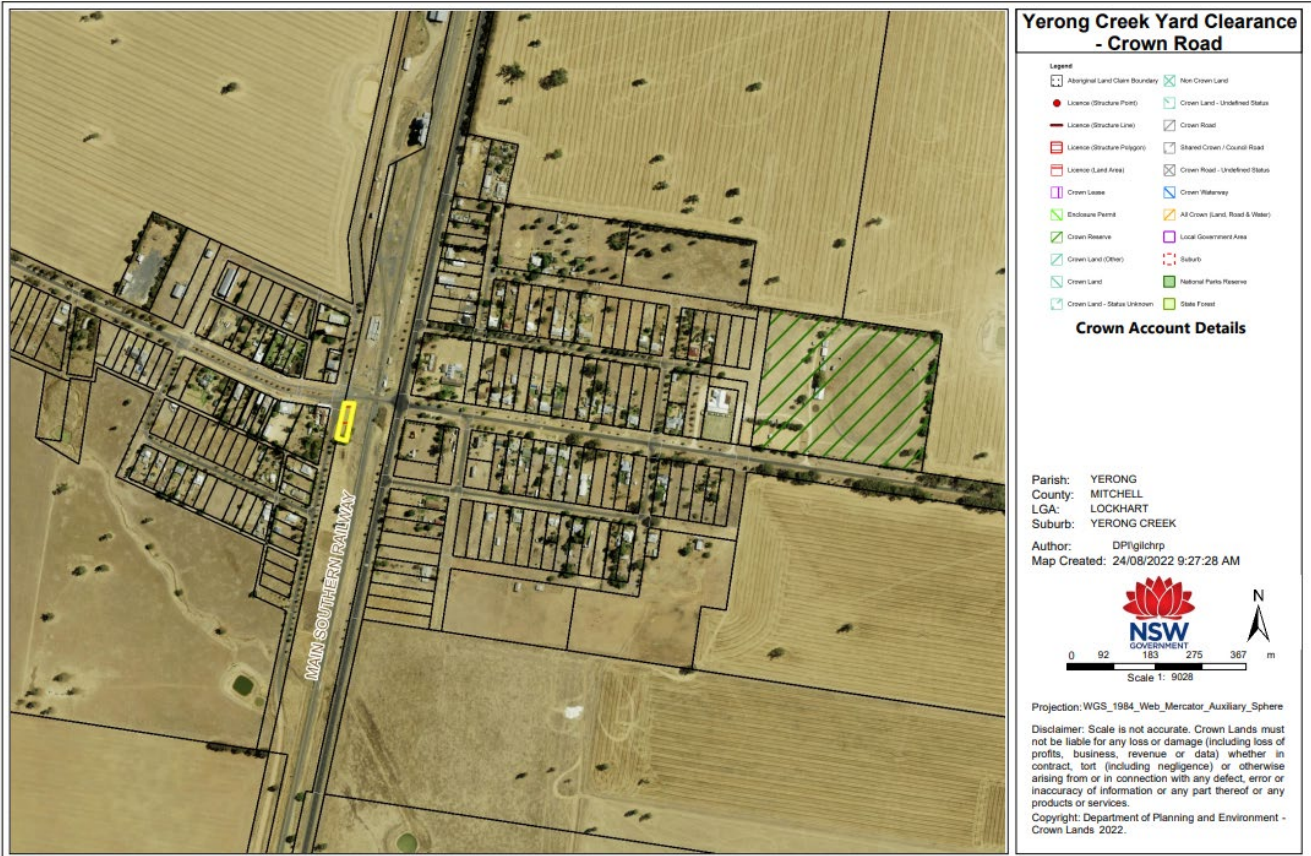 Yerong Creek Yard Clearance
- Crown Road
Legend
Aboriginal Land Claim Boundary
Non Crown Land
Licence (Structure Point)
Crown Land - Undefined Status
Licence (Structure Line)
Crown Road
Licence (Structure Polygon)
Shared Crown / Council Road
Licence (Land Area)
Crown Road - Undefined Status
Crown Lease
Crown Waterway
Enclosure Permit
All Crown (Land, Road & Water)
Crown Reserve
Local Government Area
Crown Land (Other)
Suburb
Crown Land
National Parks Reserve
Crown Land - Status Unknown
State Forest
Crown Account Details
MAIN SOUTHERN RAILWAY
Parish: YERONG
County: MITCHELL
LGA: LOCKHART
Suburb: YERONG CREEK
Author: DPI\gilchrp
Map Created: 24/08/2022 9:27:28 AM
N
NSW
GOVERNMENT
0 92 183 275 367 m
Scale 1: 9028
Projection: WGS_1984_Web_Mercator_Auxiliary_Sphere
Disclaimer: Scale is not accurate. Crown Lands must
not be liable for any loss or damage (including loss of
profits, business, revenue or data) whether in
contract, tort (including negligence) or otherwise
arising from or in connection with any defect, error or
inaccuracy of information or any part thereof or any
products or services.
Copyright: Department of Planning and Environment -
Crown Lands 2022.